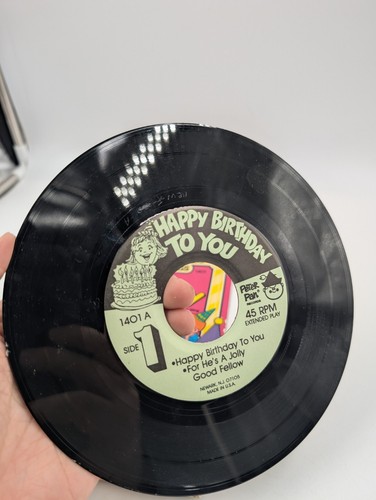 HAPPY BIRTHDAY
TO YOU
Peter
Pan
RECORDS
1401 A
45 RPM
EXTENDED PLAY
SIDE 1
•Happy Birthday To You
•For He's A Jolly
Good Fellow
NEWARK, N.J. 07105
MADE IN U.S.A.